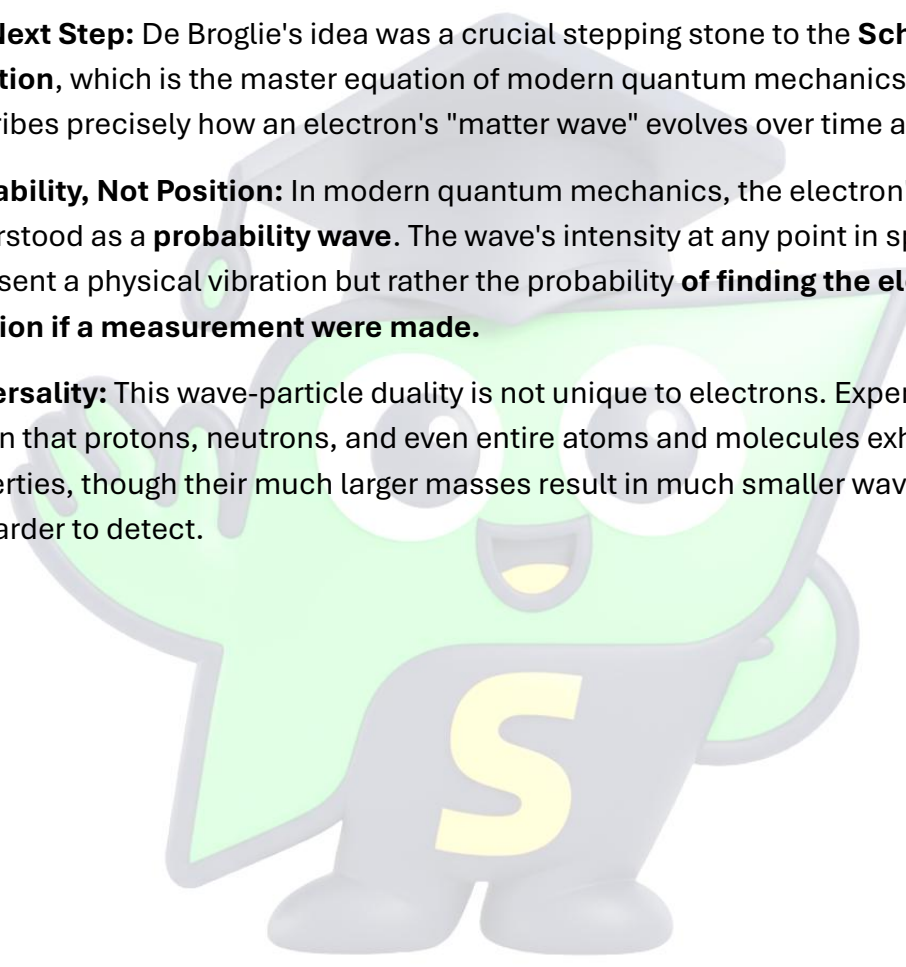 Next Step: De Broglie's idea was a crucial stepping stone to the Sch
tion, which is the master equation of modern quantum mechanics
ribes precisely how an electron's "matter wave" evolves over time a
ability, Not Position: In modern quantum mechanics, the electron'
rstood as a probability wave. The wave's intensity at any point in sp
sent a physical vibration but rather the probability of finding the el
ion if a measurement were made.
ersality: This wave-particle duality is not unique to electrons. Exper
n that protons, neutrons, and even entire atoms and molecules exh
erties, though their much larger masses result in much smaller wav
arder to detect.
S